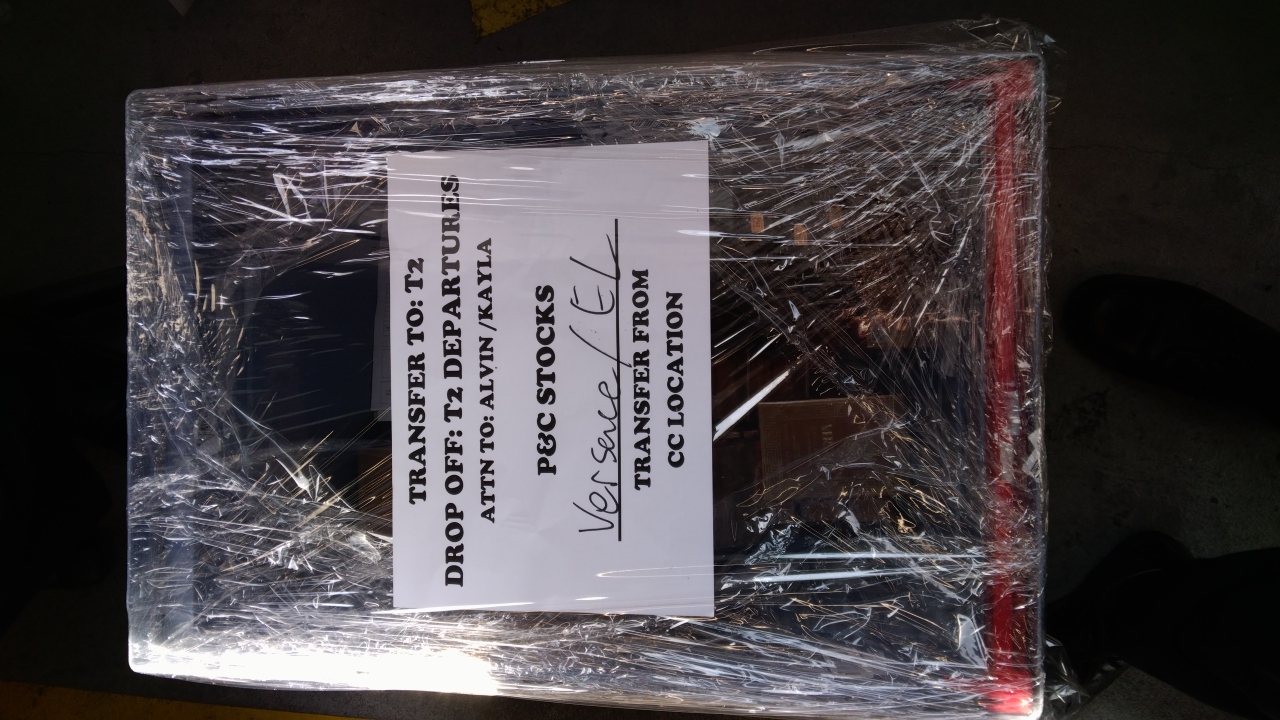 TRANSFER TO: T2
DROP OFF: T2 DEPARTURES
ATTN TO: ALVIN /KAYLA
P&C STOCKS
Versace / EL
TRANSFER FROM
CC LOCATION